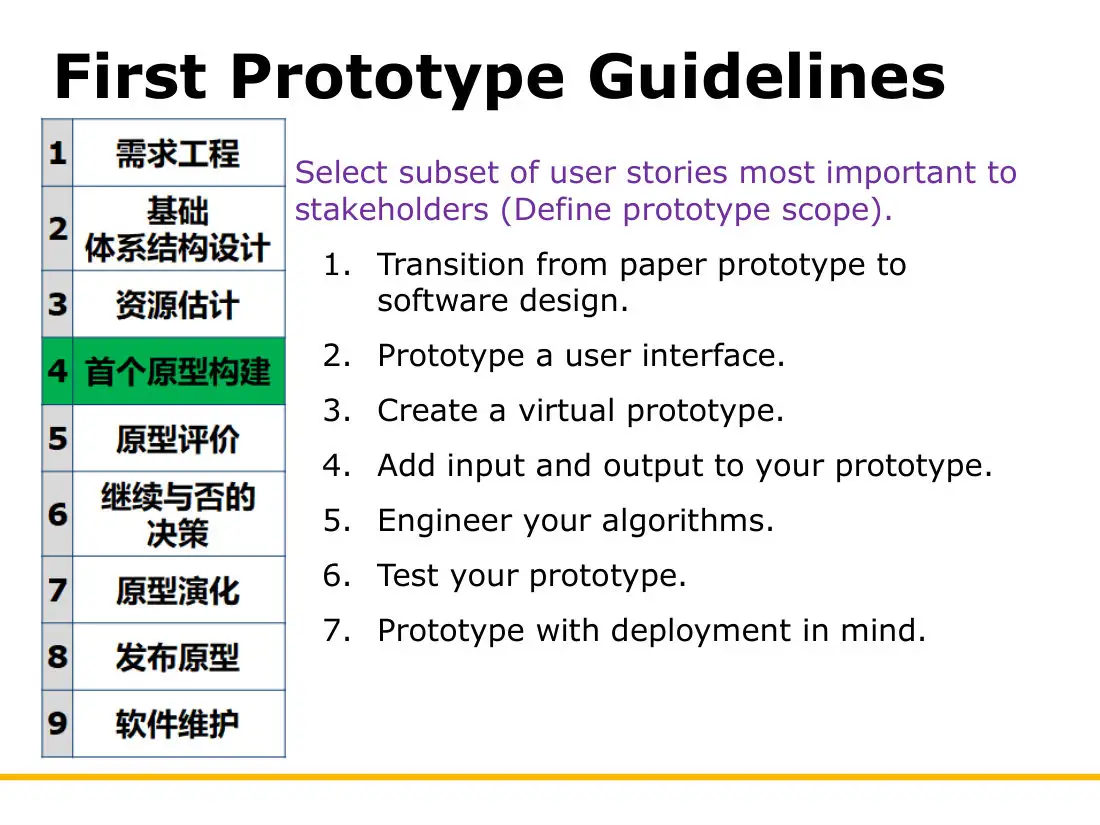 First Prototype Guidelines
1 需求工程
2 基础
体系结构设计
3 资源估计
4 首个原型构建
5 原型评价
6 继续与否的
决策
7 原型演化
8 发布原型
9 软件维护
Select subset of user stories most important to
stakeholders (Define prototype scope).
1. Transition from paper prototype to
software design.
2. Prototype a user interface.
3. Create a virtual prototype.
4. Add input and output to your prototype.
5. Engineer your algorithms.
6. Test your prototype.
7. Prototype with deployment in mind.